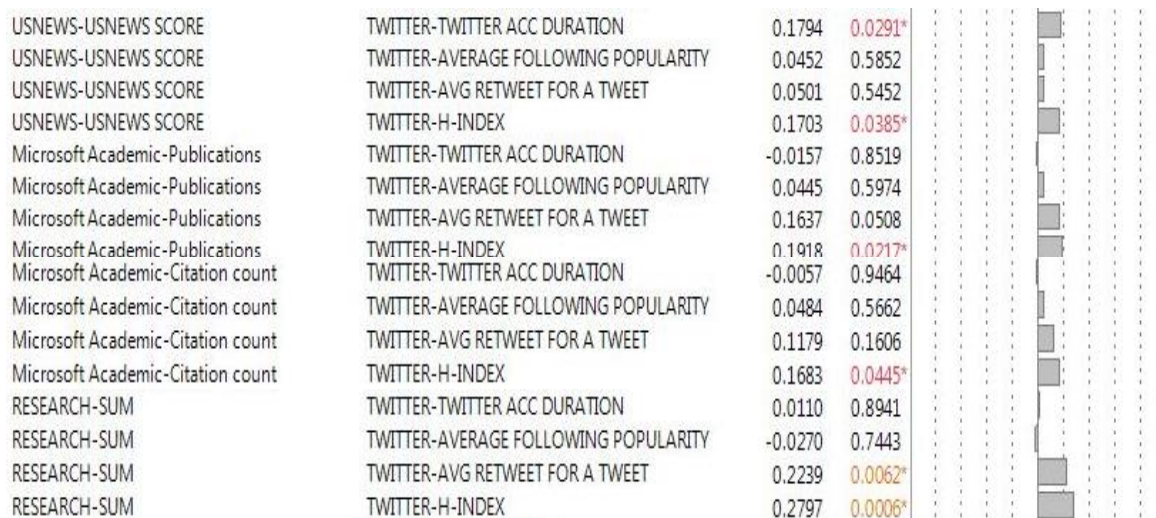 USNEWS-USNEWS SCORE TWITTER-TWITTER ACC DURATION 0.1794 0.0291*
USNEWS-USNEWS SCORE TWITTER-AVERAGE FOLLOWING POPULARITY 0.0452 0.5852
USNEWS-USNEWS SCORE TWITTER-AVG RETWEET FOR A TWEET 0.0501 0.5452
USNEWS-USNEWS SCORE TWITTER-H-INDEX 0.1703 0.0385*
Microsoft Academic-Publications TWITTER-TWITTER ACC DURATION -0.0157 0.8519
Microsoft Academic-Publications TWITTER-AVERAGE FOLLOWING POPULARITY 0.0445 0.5974
Microsoft Academic-Publications TWITTER-AVG RETWEET FOR A TWEET 0.1637 0.0508
Microsoft Academic-Publications TWITTER-H-INDEX 0.1918 0.0217*
Microsoft Academic-Citation count TWITTER-TWITTER ACC DURATION -0.0057 0.9464
Microsoft Academic-Citation count TWITTER-AVERAGE FOLLOWING POPULARITY 0.0484 0.5662
Microsoft Academic-Citation count TWITTER-AVG RETWEET FOR A TWEET 0.1179 0.1606
Microsoft Academic-Citation count TWITTER-H-INDEX 0.1683 0.0445*
RESEARCH-SUM TWITTER-TWITTER ACC DURATION 0.0110 0.8941
RESEARCH-SUM TWITTER-AVERAGE FOLLOWING POPULARITY -0.0270 0.7443
RESEARCH-SUM TWITTER-AVG RETWEET FOR A TWEET 0.2239 0.0062*
RESEARCH-SUM TWITTER-H-INDEX 0.2797 0.0006*